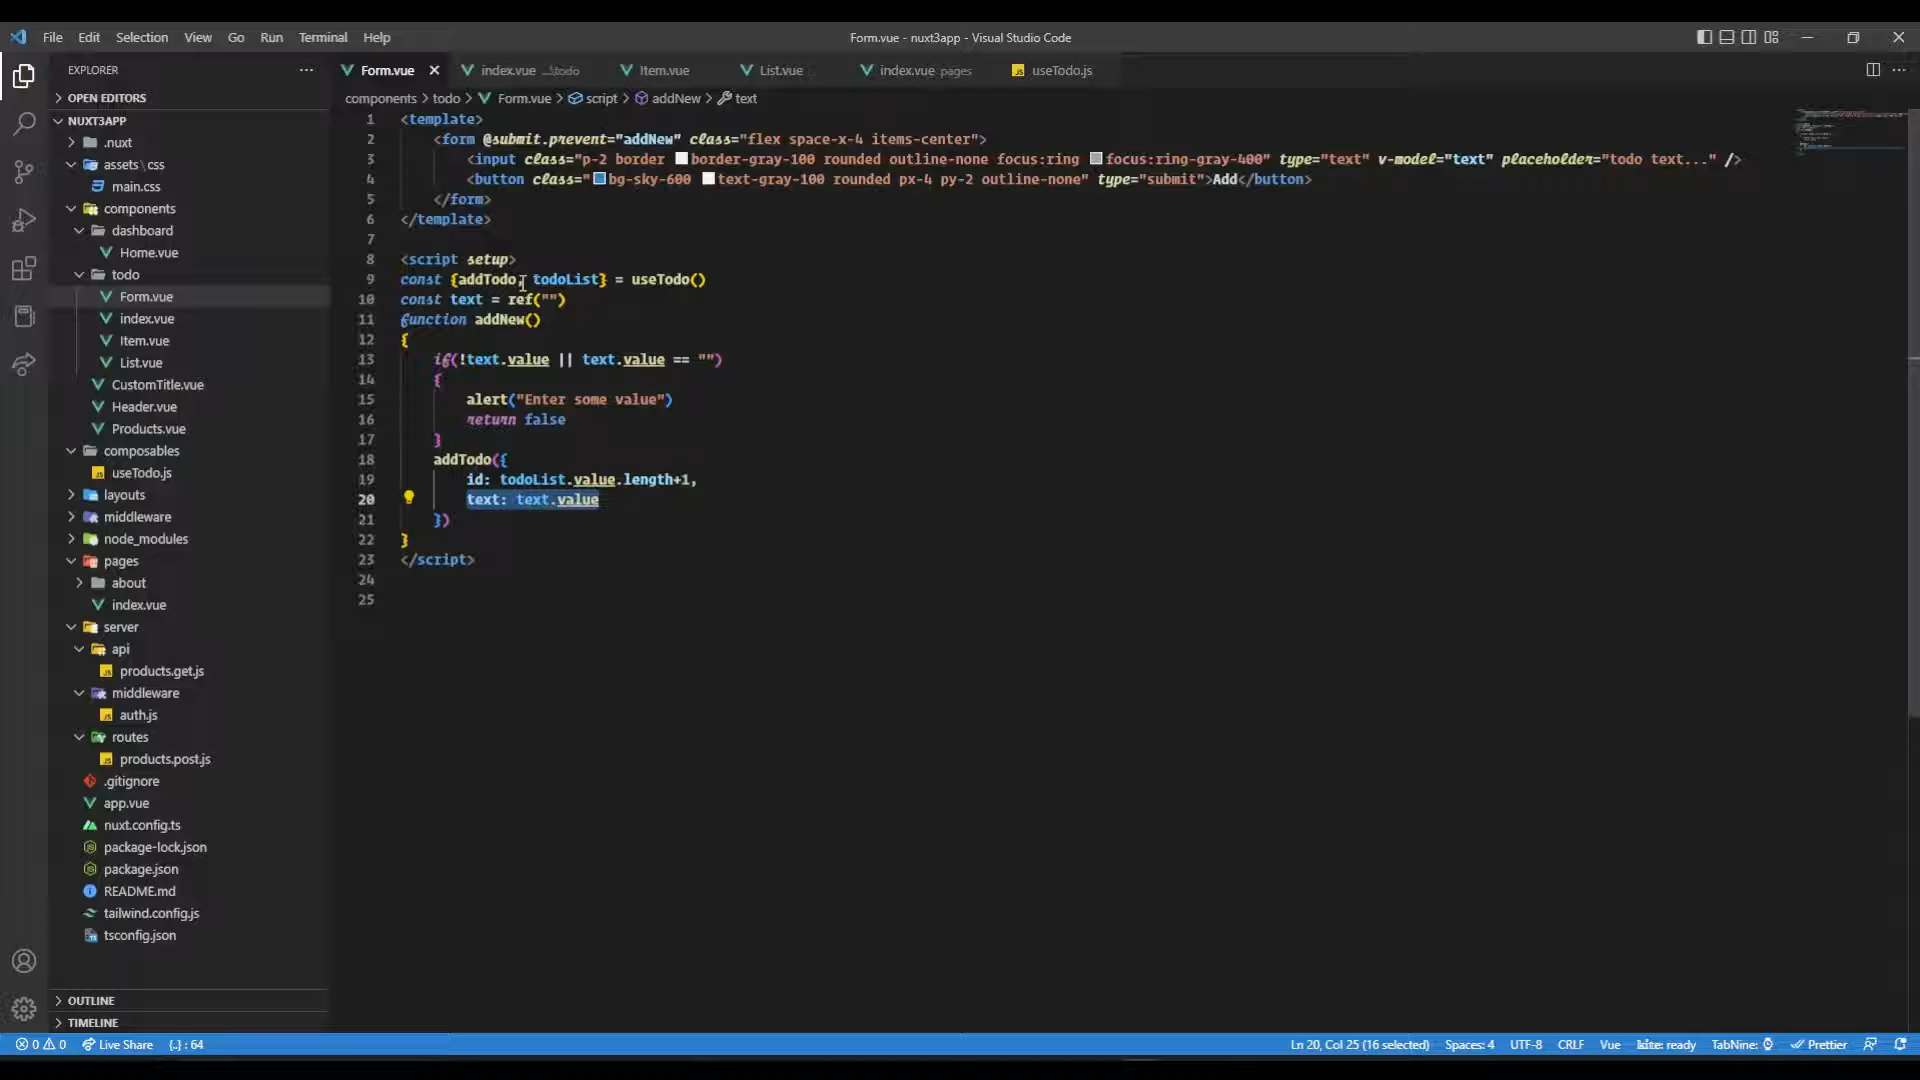 File Edit Selection View Go Run Terminal Help
Form.vue - nuxt3app - Visual Studio Code
EXPLORER
OPEN EDITORS
NUXT3APP
.nuxt
assets \ css
main.css
components
dashboard
Home.vue
todo
Form.vue
index.vue
Item.vue
List.vue
CustomTitle.vue
Header.vue
Products.vue
composables
useTodo.js
layouts
middleware
node_modules
pages
about
index.vue
server
api
products.get.js
middleware
auth.js
routes
products.post.js
.gitignore
app.vue
nuxt.config.ts
package-lock.json
package.json
README.md
tailwind.config.js
tsconfig.json
OUTLINE
TIMELINE
Form.vue index.vue ...\todo Item.vue List.vue index.vue pages useTodo.js
components > todo > Form.vue > script > addNew > text
1 <template>
2 <form @submit.prevent="addNew" class="flex space-x-4 items-center">
3 <input class="p-2 border border-gray-100 rounded outline-none focus:ring focus:ring-gray-400" type="text" v-model="text" placeholder="todo text..." />
4 <button class="bg-sky-600 text-gray-100 rounded px-4 py-2 outline-none" type="submit">Add</button>
5 </form>
6 </template>
7
8 <script setup>
9 const {addTodo, todoList} = useTodo()
10 const text = ref("")
11 function addNew()
12 {
13 if(!text.value || text.value == "")
14 {
15 alert("Enter some value")
16 return false
17 }
18 addTodo({
19 id: todoList.value.length+1,
20 text: text.value
21 })
22 }
23 </script>
24
25
0 0 Live Share {..} : 64 Ln 20, Col 25 (16 selected) Spaces: 4 UTF-8 CRLF Vue kite: ready TabNine: Prettier